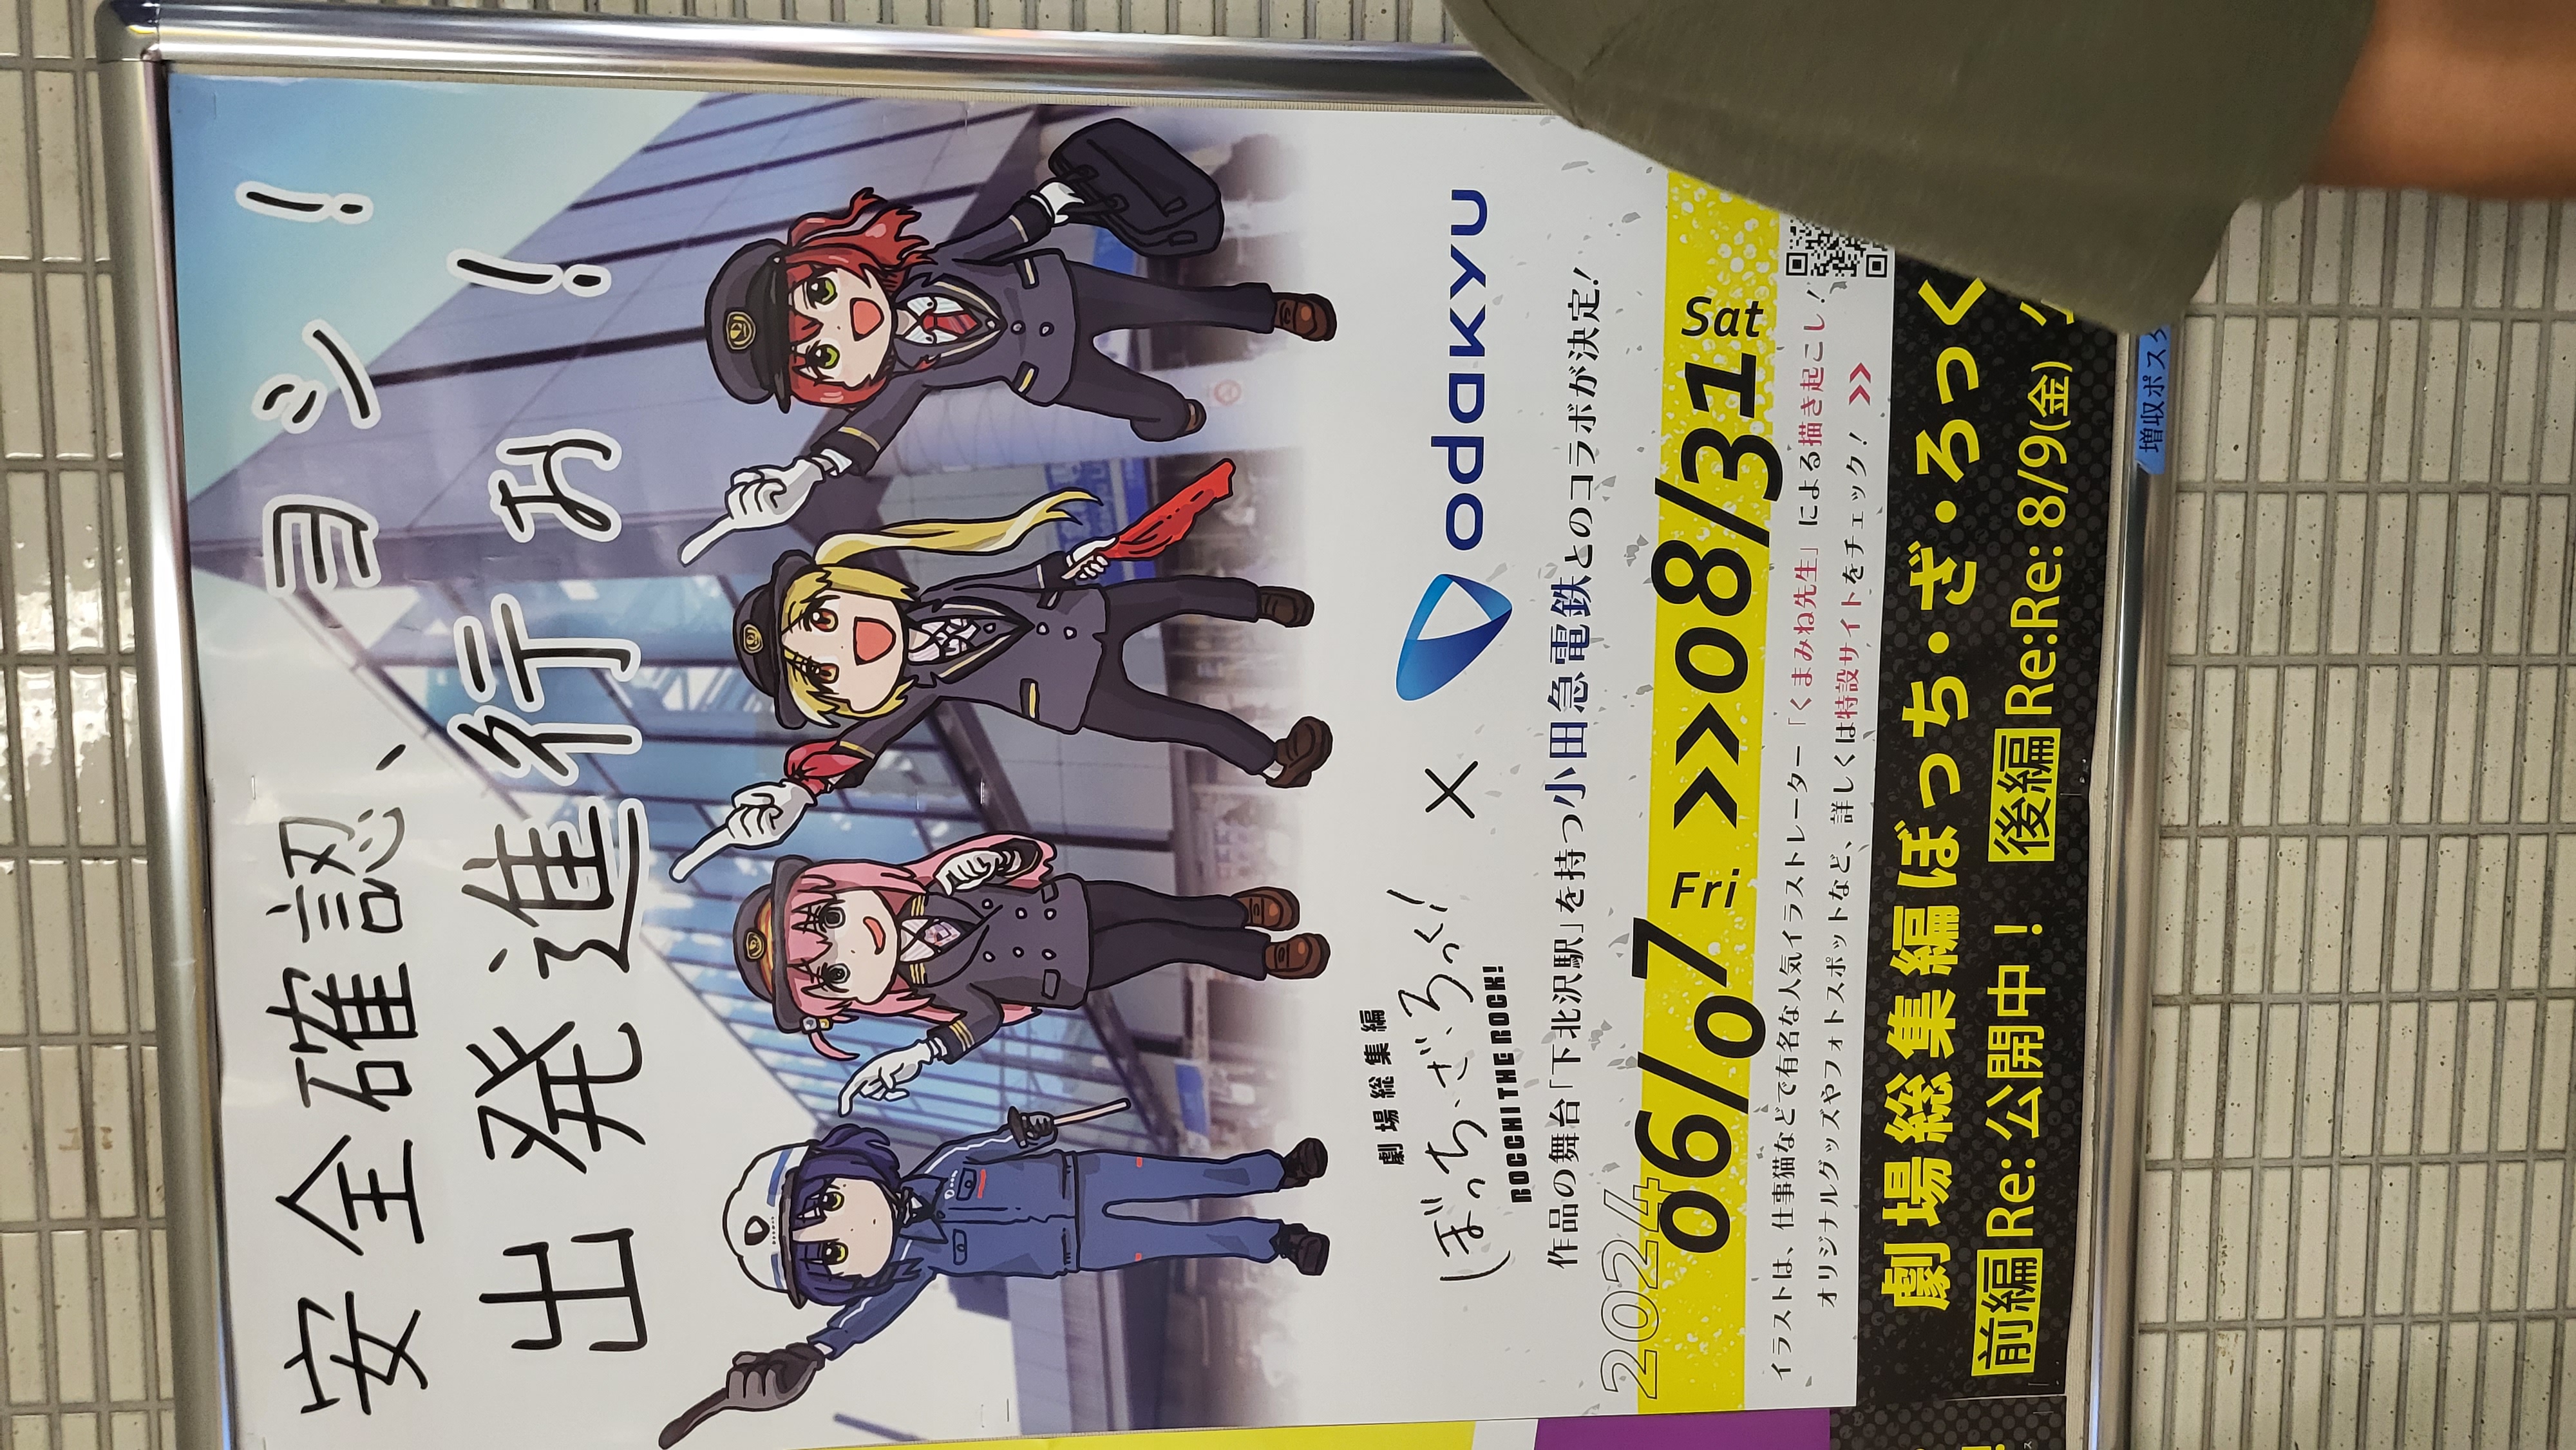 安全確認、ヨシ！
出発進行ぉ！
劇場総集編
ぼっち・ざ・ろっく！
BOCCHI THE ROCK!
×
odakyu
作品の舞台「下北沢駅」を持つ小田急電鉄とのコラボが決定！
2024
06/07 Fri >>08/31 Sat
イラストは、仕事猫などで有名な人気イラストレーター「くまみね先生」による描き起こし！
オリジナルグッズやフォトスポットなど、詳しくは特設サイトをチェック！ >>
劇場総集編ぼっち・ざ・ろっく
前編 Re: 公開中！ 後編 Re:Re: 8/9(金)
増収ポスタ